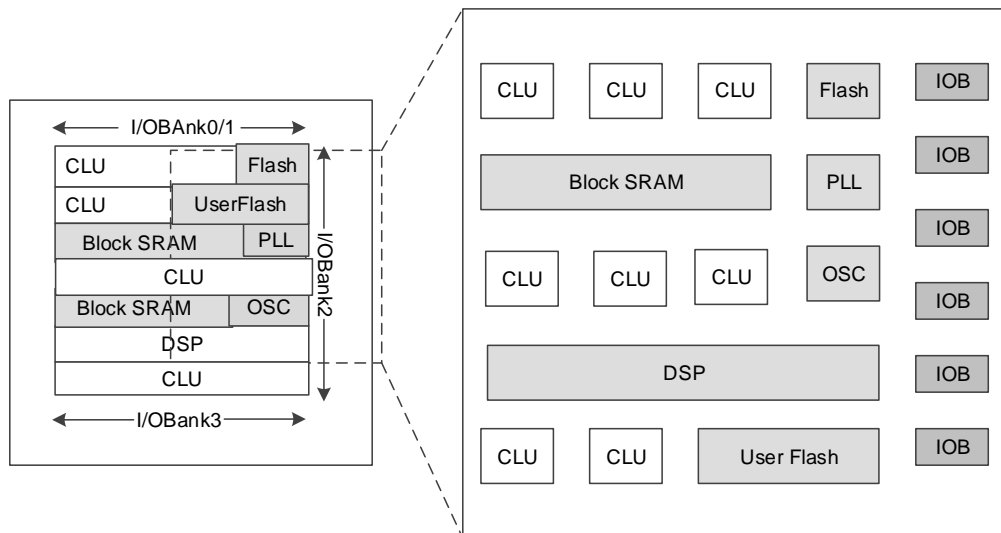 I/OBAnk0/1
CLU
Flash
CLU
UserFlash
Block SRAM
PLL
CLU
Block SRAM
OSC
DSP
CLU
I/OBank2
I/OBank3
CLU
CLU
CLU
Flash
IOB
Block SRAM
PLL
IOB
CLU
CLU
CLU
OSC
IOB
IOB
DSP
IOB
CLU
CLU
User Flash
IOB